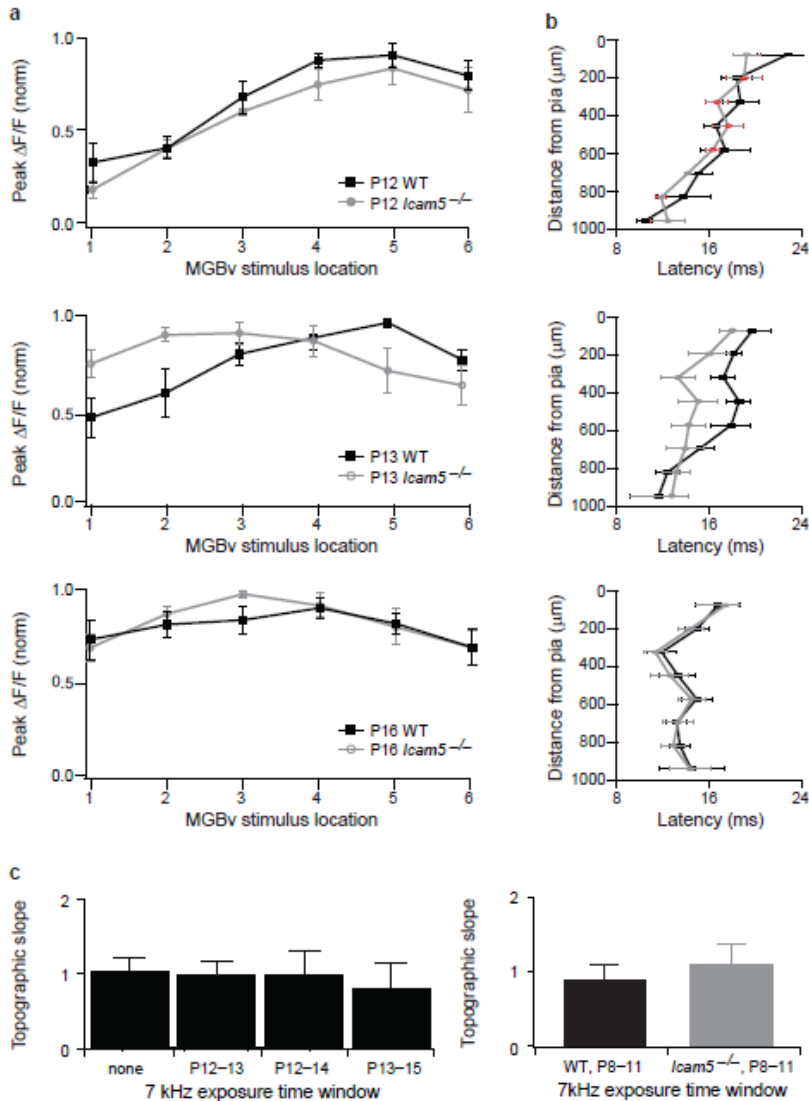 a
1.0
0.5
0.0
Peak ΔF/F (norm)
P12 WT
P12 Icam5–/–
1 2 3 4 5 6
MGBv stimulus location
b
0
200
400
600
800
1000
Distance from pia (µm)
8 16 24
Latency (ms)
1.0
0.5
0.0
Peak ΔF/F (norm)
P13 WT
P13 Icam5–/–
1 2 3 4 5 6
MGBv stimulus location
0
200
400
600
800
1000
Distance from pia (µm)
8 16 24
Latency (ms)
1.0
0.5
0.0
Peak ΔF/F (norm)
P16 WT
P16 Icam5–/–
1 2 3 4 5 6
MGBv stimulus location
0
200
400
600
800
1000
Distance from pia (µm)
8 16 24
Latency (ms)
c
2
1
0
Topographic slope
none P12–13 P12–14 P13–15
7 kHz exposure time window
2
1
0
Topographic slope
WT, P8–11 Icam5–/–, P8–11
7kHz exposure time window